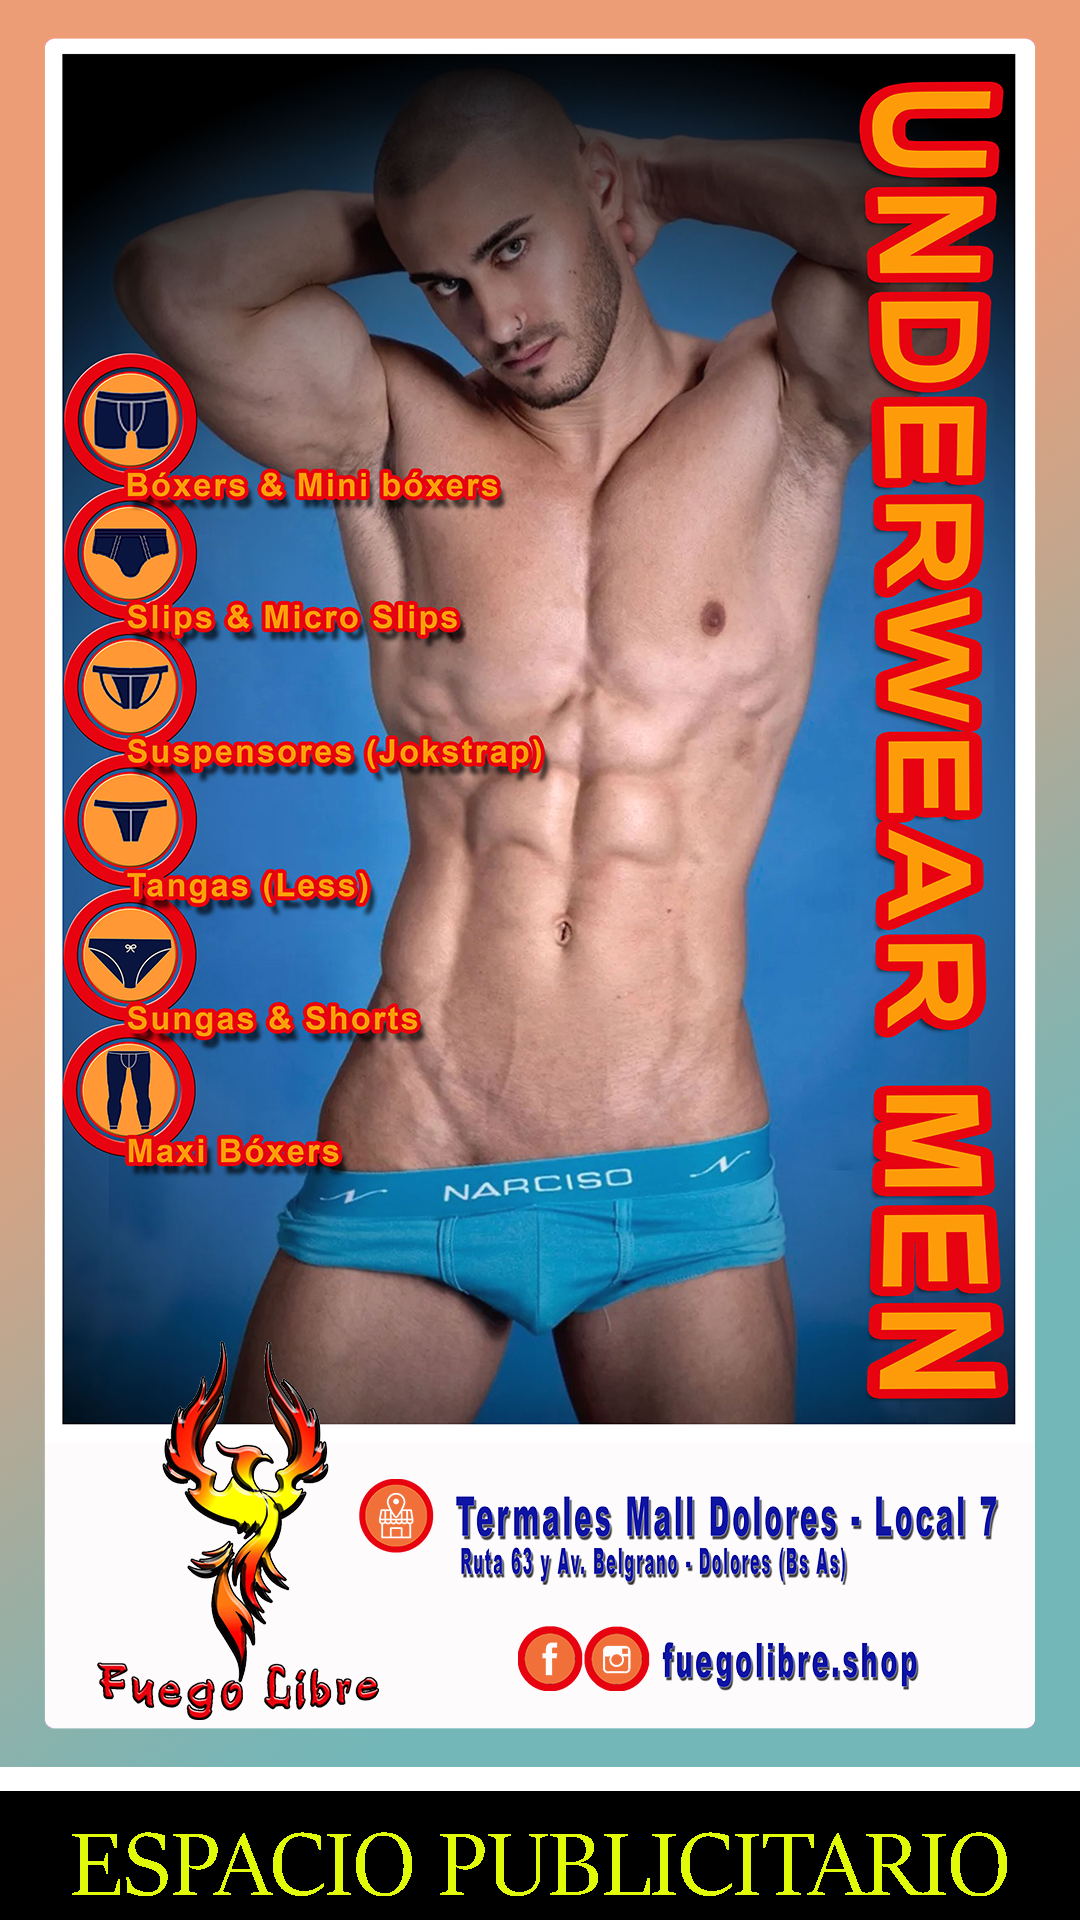 UNDERWEAR MEN
Bóxers & Mini bóxers
Slips & Micro Slips
Suspensores (Jokstrap)
Tangas (Less)
Sungas & Shorts
Maxi Bóxers
NARCISO
Termales Mall Dolores - Local 7
Ruta 63 y Av. Belgrano - Dolores (Bs As)
fuegolibre.shop
Fuego Libre
ESPACIO PUBLICITARIO